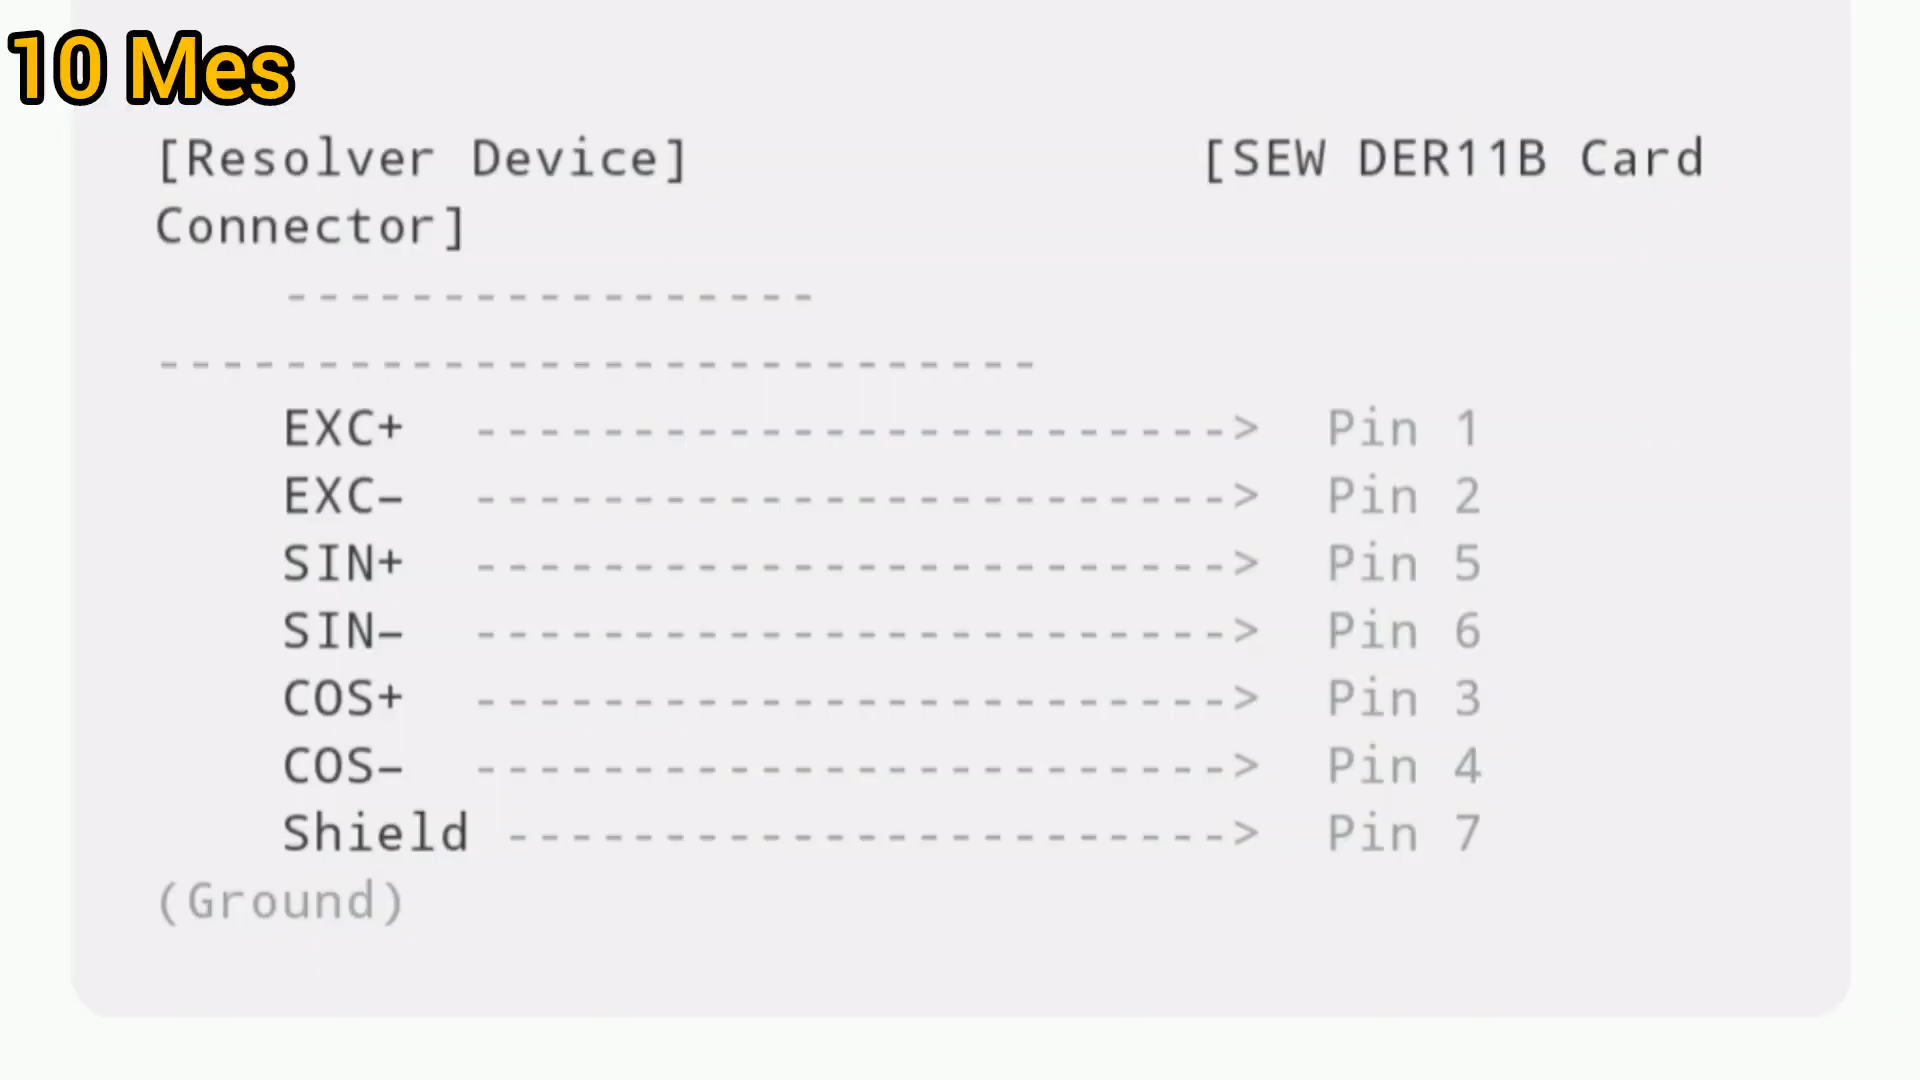 10 Mes
[Resolver Device] [SEW DER11B Card
Connector]
-----------------
----------------------------
EXC+ ------------------------> Pin 1
EXC– ------------------------> Pin 2
SIN+ ------------------------> Pin 5
SIN– ------------------------> Pin 6
COS+ ------------------------> Pin 3
COS– ------------------------> Pin 4
Shield -----------------------> Pin 7
(Ground)